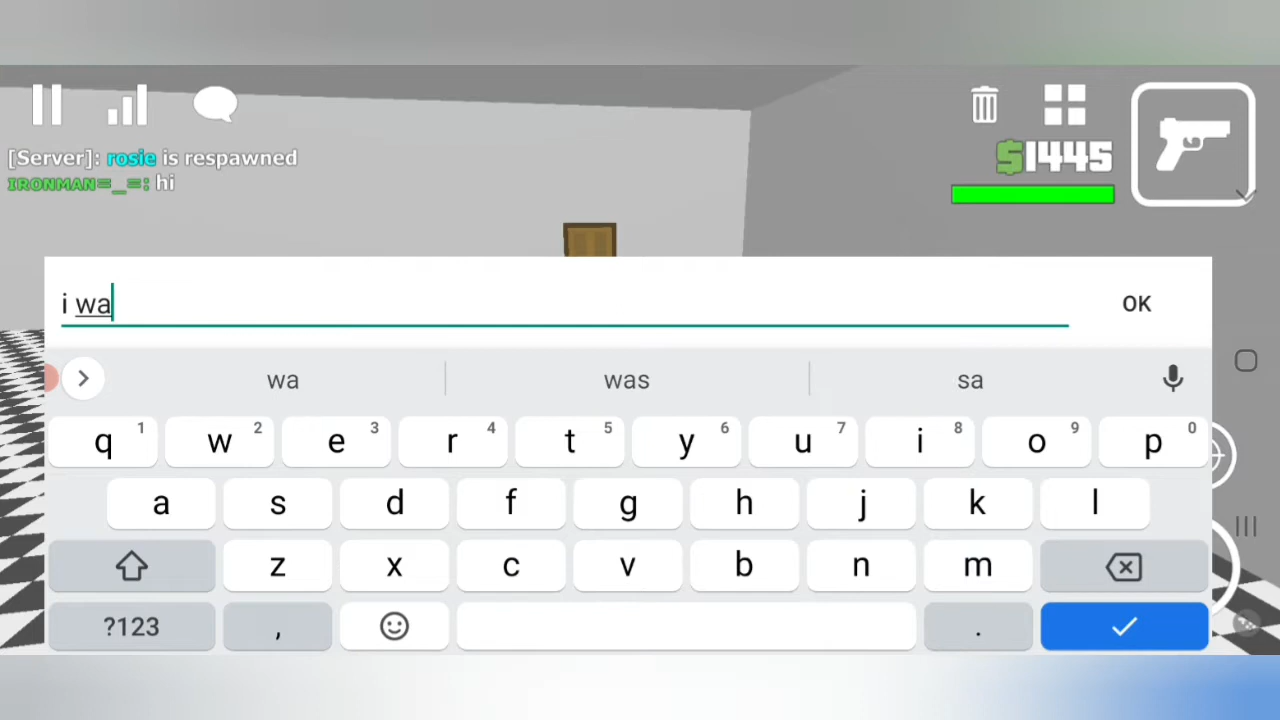 [Server]: rosie is respawned
IRONMAN=_=: hi
$1445
i wa
OK
wa was sa
q 1 w 2 e 3 r 4 t 5 y 6 u 7 i 8 o 9 p 0
a s d f g h j k l
z x c v b n m
?123 , .